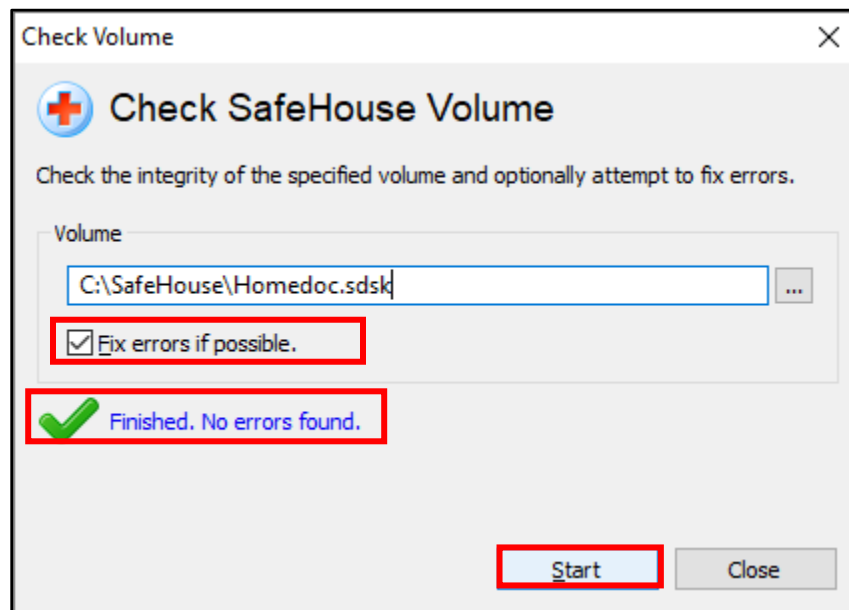 Check Volume
Check SafeHouse Volume
Check the integrity of the specified volume and optionally attempt to fix errors.
Volume
C:\SafeHouse\Homedoc.sdsk
...
Fix errors if possible.
Finished. No errors found.
Start Close